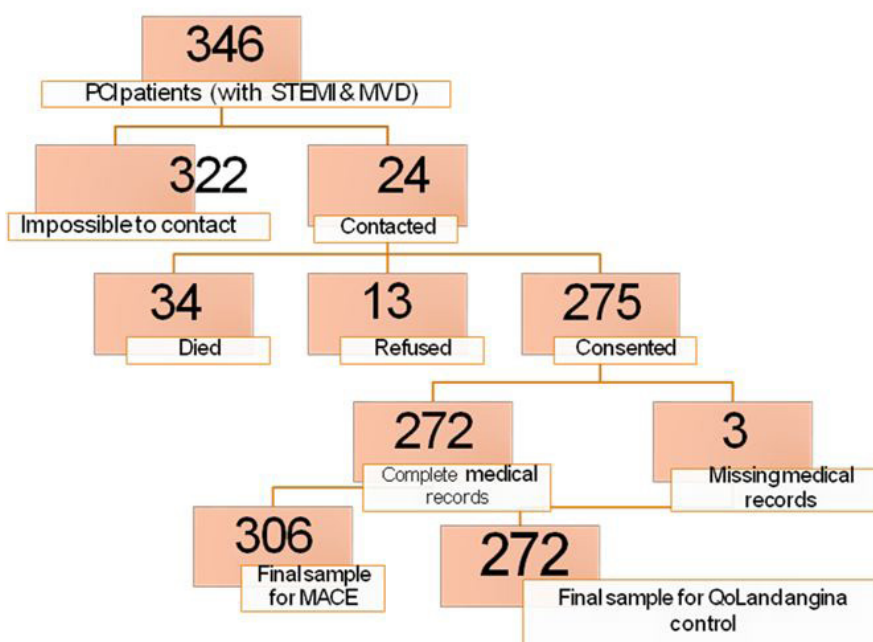 346
PCI patients (with STEMI & MVD)
322
Impossible to contact
24
Contacted
34
Died
13
Refused
275
Consented
272
Complete medical
records
3
Missing medical
records
306
Final sample
for MACE
272
Final sample for QoL and angina
control